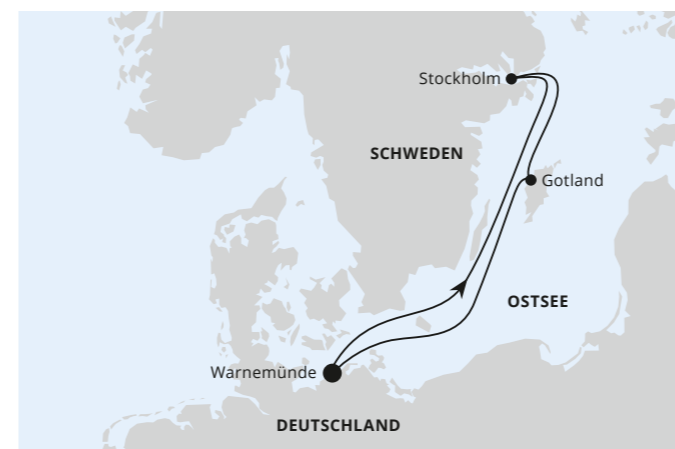 Stockholm
SCHWEDEN
Gotland
OSTSEE
Warnemünde
DEUTSCHLAND